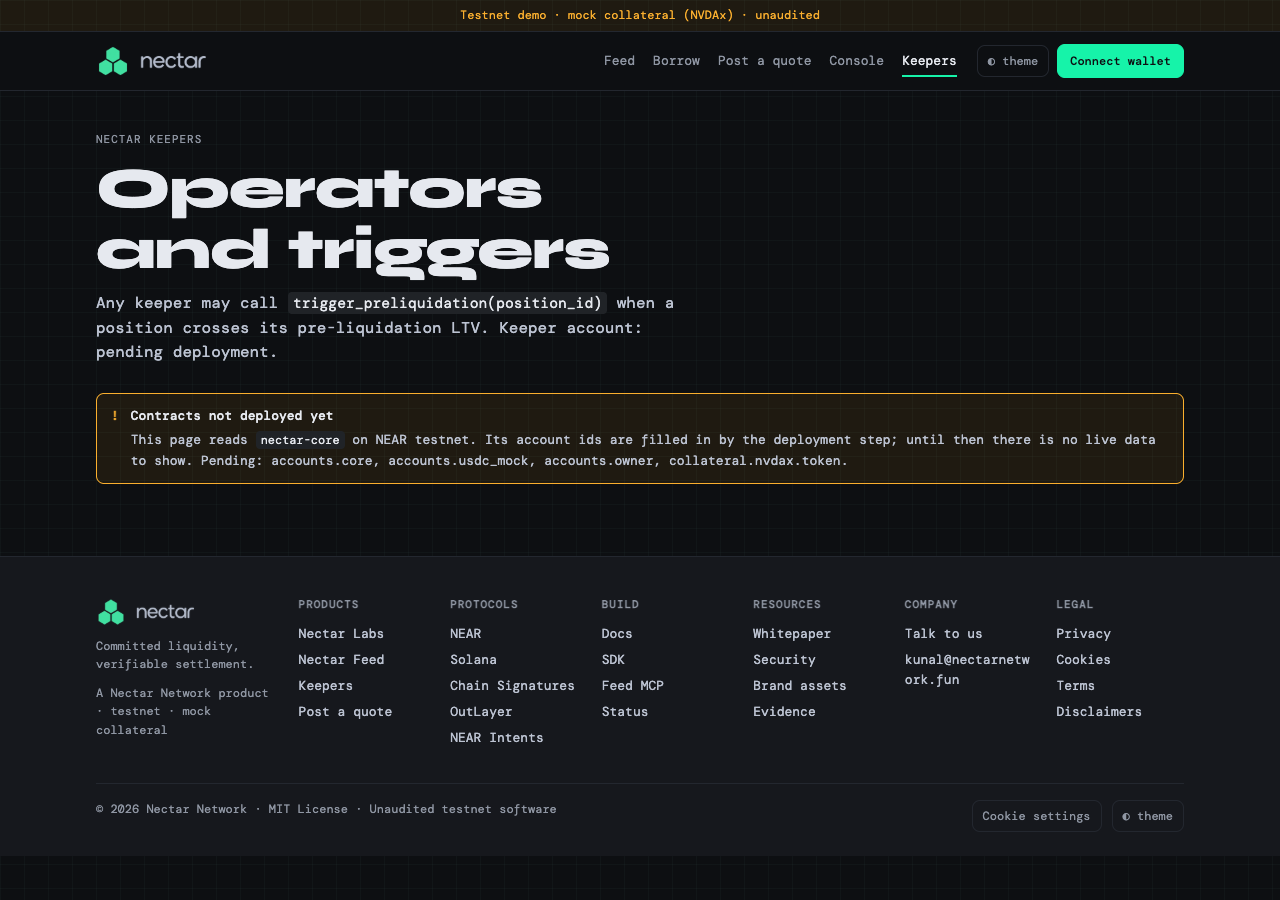 Testnet demo · mock collateral (NVDAx) · unaudited
nectar
Feed
Borrow
Post a quote
Console
Keepers
◐ theme
Connect wallet
NECTAR KEEPERS
Operators
and triggers
Any keeper may call trigger_preliquidation(position_id) when a
position crosses its pre-liquidation LTV. Keeper account:
pending deployment.
! Contracts not deployed yet
This page reads nectar-core on NEAR testnet. Its account ids are filled in by the deployment step; until then there is no live data
to show. Pending: accounts.core, accounts.usdc_mock, accounts.owner, collateral.nvdax.token.
nectar
Committed liquidity,
verifiable settlement.
A Nectar Network product
· testnet · mock
collateral
PRODUCTS
Nectar Labs
Nectar Feed
Keepers
Post a quote
PROTOCOLS
NEAR
Solana
Chain Signatures
OutLayer
NEAR Intents
BUILD
Docs
SDK
Feed MCP
Status
RESOURCES
Whitepaper
Security
Brand assets
Evidence
COMPANY
Talk to us
kunal@nectarnetw
ork.fun
LEGAL
Privacy
Cookies
Terms
Disclaimers
© 2026 Nectar Network · MIT License · Unaudited testnet software
Cookie settings
◐ theme